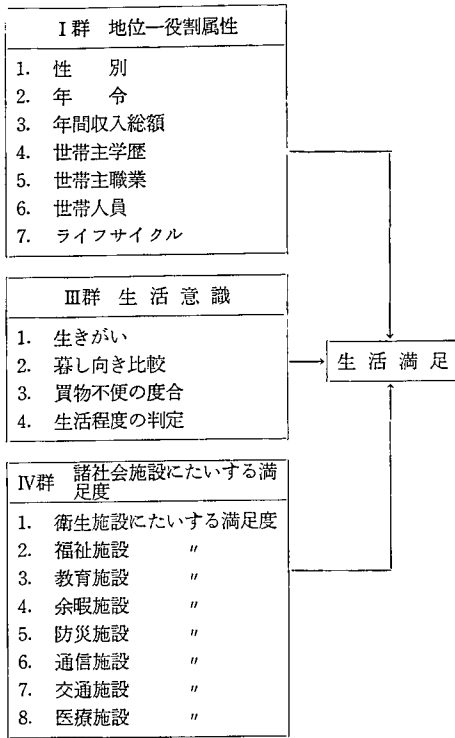 I群 地位一役割属性
1. 性 別
2. 年 令
3. 年間収入総額
4. 世帯主学歴
5. 世帯主職業
6. 世帯人員
7. ライフサイクル
Ⅲ群 生活意識
1. 生きがい
2. 暮し向き比較
3. 買物不便の度合
4. 生活程度の判定
生活満足
Ⅳ群 諸社会施設にたいする満
足度
1. 衛生施設にたいする満足度
2. 福祉施設 〃
3. 教育施設 〃
4. 余暇施設 〃
5. 防災施設 〃
6. 通信施設 〃
7. 交通施設 〃
8. 医療施設 〃